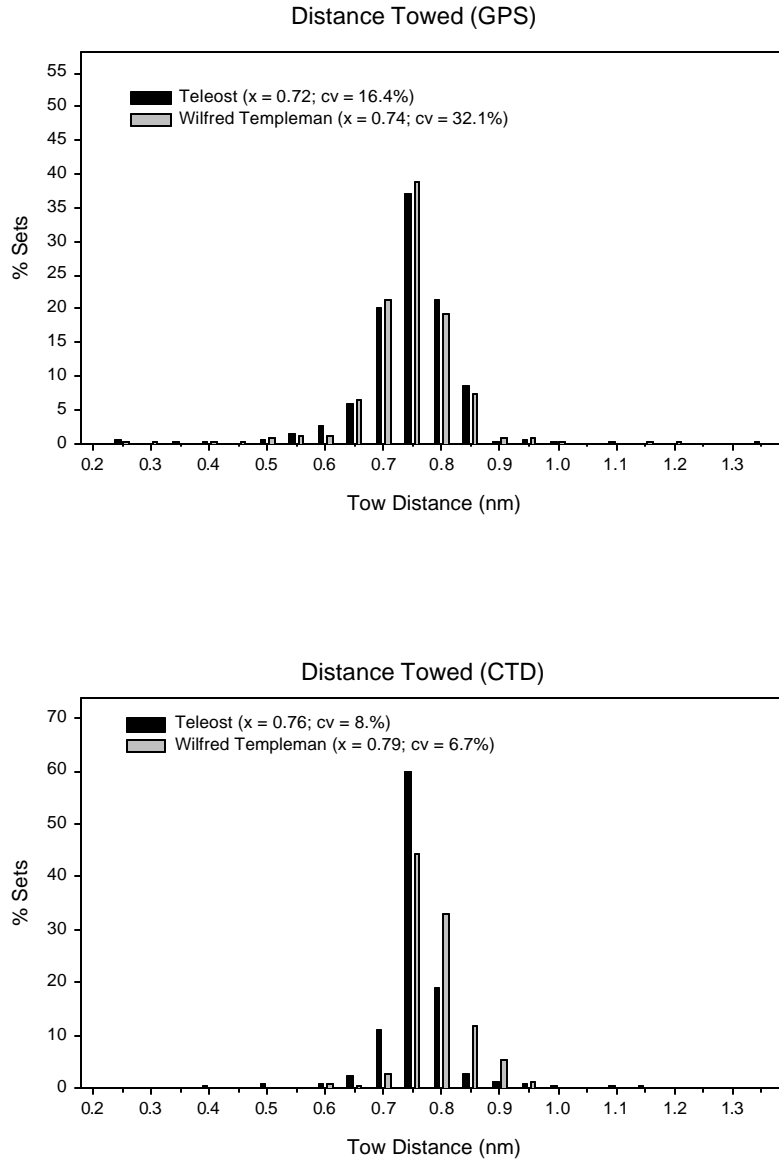 Distance Towed (GPS)
55
50
45
40
35
30
25
20
15
10
5
0
% Sets
Teleost (x = 0.72; cv = 16.4%)
Wilfred Templeman (x = 0.74; cv = 32.1%)
0.2 0.3 0.4 0.5 0.6 0.7 0.8 0.9 1.0 1.1 1.2 1.3
Tow Distance (nm)
Distance Towed (CTD)
70
60
50
40
30
20
10
0
% Sets
Teleost (x = 0.76; cv = 8.%)
Wilfred Templeman (x = 0.79; cv = 6.7%)
0.2 0.3 0.4 0.5 0.6 0.7 0.8 0.9 1.0 1.1 1.2 1.3
Tow Distance (nm)